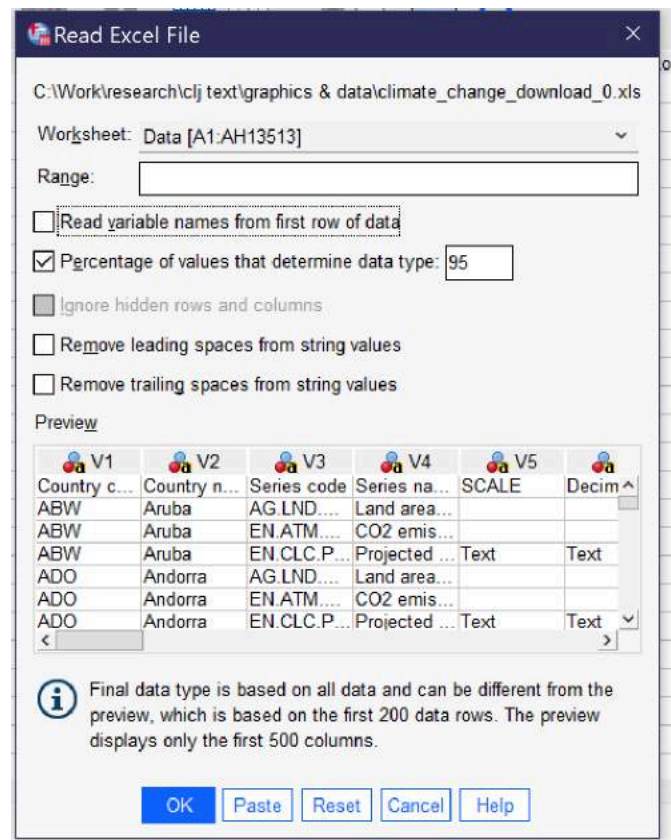 Read Excel File
C:\Work\research\clj text\graphics & data\climate_change_download_0.xls
Worksheet: Data [A1:AH13513]
Range:
Read variable names from first row of data
Percentage of values that determine data type: 95
Ignore hidden rows and columns
Remove leading spaces from string values
Remove trailing spaces from string values
Preview
V1 V2 V3 V4 V5
Country c... Country n... Series code Series na... SCALE Decim
ABW Aruba AG.LND.... Land area...
ABW Aruba EN.ATM.... CO2 emis...
ABW Aruba EN.CLC.P... Projected ... Text Text
ADO Andorra AG.LND.... Land area...
ADO Andorra EN.ATM.... CO2 emis...
ADO Andorra EN.CLC.P... Projected ... Text Text
Final data type is based on all data and can be different from the
preview, which is based on the first 200 data rows. The preview
displays only the first 500 columns.
OK Paste Reset Cancel Help